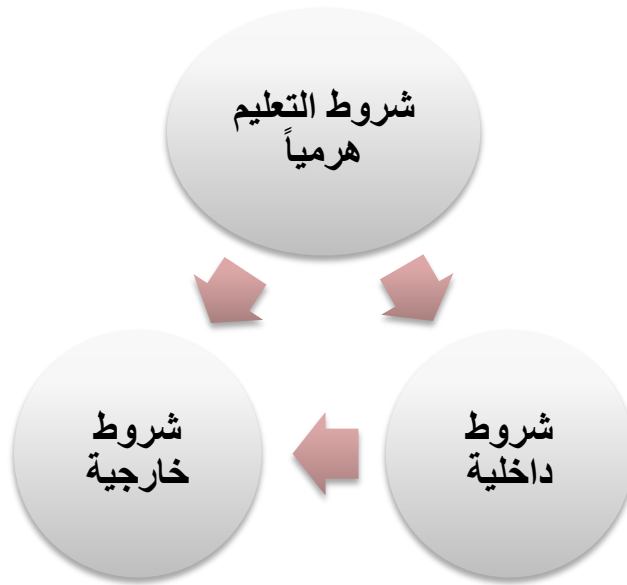 شروط التعليم
هرمياً
شروط
داخلية
شروط
خارجية